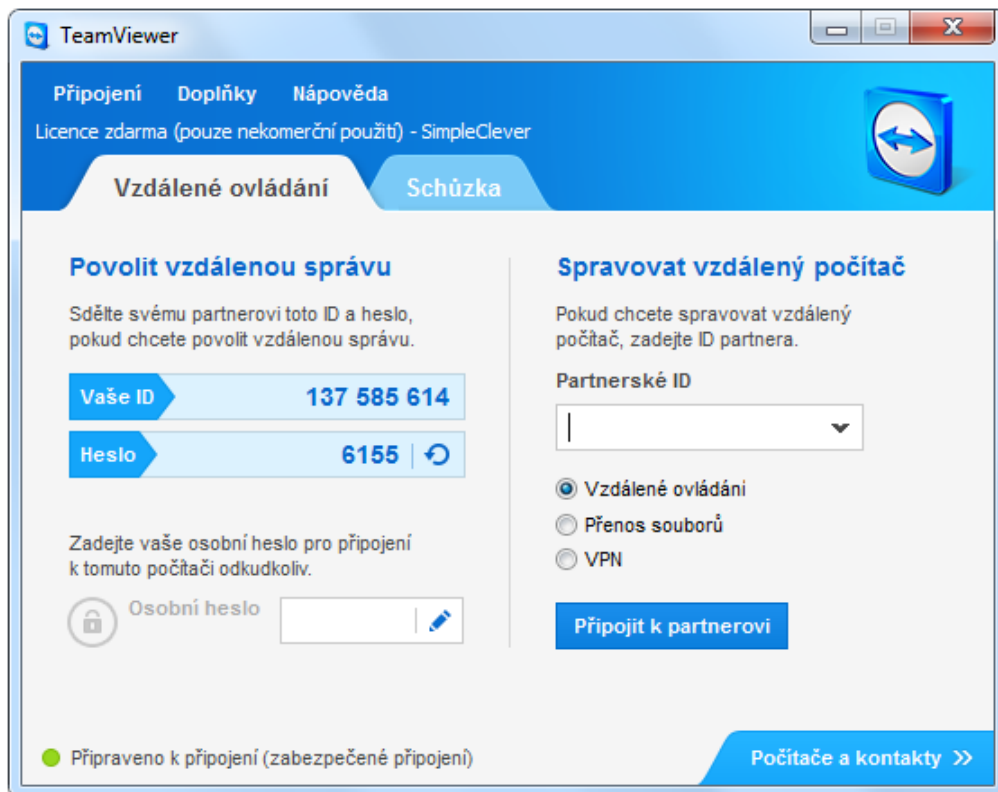 TeamViewer
Připojení Doplňky Nápověda
Licence zdarma (pouze nekomerční použití) - SimpleClever
Vzdálené ovládání
Schůzka
Povolit vzdálenou správu
Sdělte svému partnerovi toto ID a heslo,
pokud chcete povolit vzdálenou správu.
Vaše ID 137 585 614
Heslo 6155
Zadejte vaše osobní heslo pro připojení
k tomuto počítači odkudkoliv.
Osobní heslo
Spravovat vzdálený počítač
Pokud chcete spravovat vzdálený
počítač, zadejte ID partnera.
Partnerské ID
Vzdálené ovládání
Přenos souborů
VPN
Připojit k partnerovi
Připraveno k připojení (zabezpečené připojení)
Počítače a kontakty >>